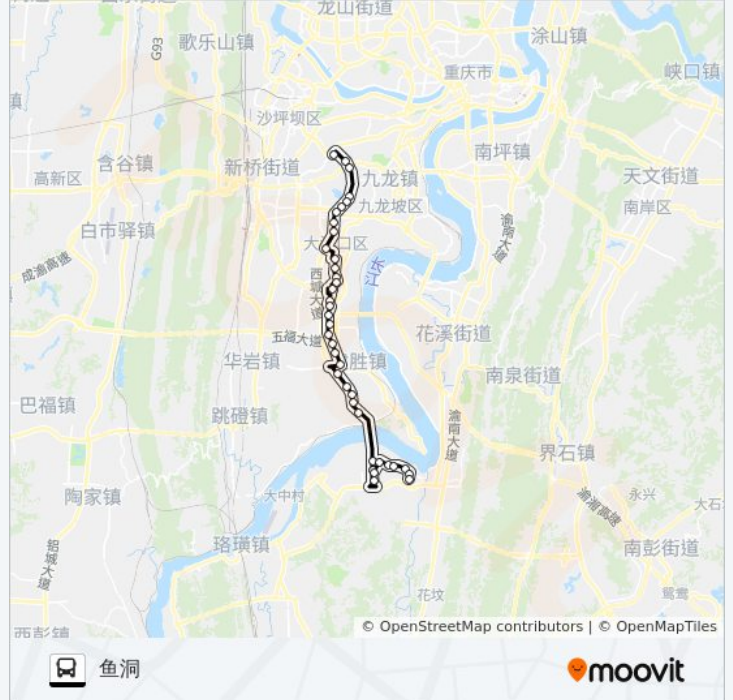 龙山街道
G93
歌乐山镇
涂山镇
重庆市
峡口镇
镇
沙坪坝区
含谷镇
新桥街道
南坪镇
高新区
九龙镇
天文街道
九龙坡区
南岸区
白市驿镇
渝南大道
成渝高速
长江
西城大道
五福大道
花溪街道
华岩镇
胜镇
南泉街道
巴福镇
跳磴镇
渝南大道
界石镇
陶家镇
大中村
渝湘高速
永兴
大石
珞璜镇
南彭街道
铝城大道
花坟
鸳鸯
西彭镇
© OpenStreetMap contributors | © OpenMapTiles
鱼洞
moovit